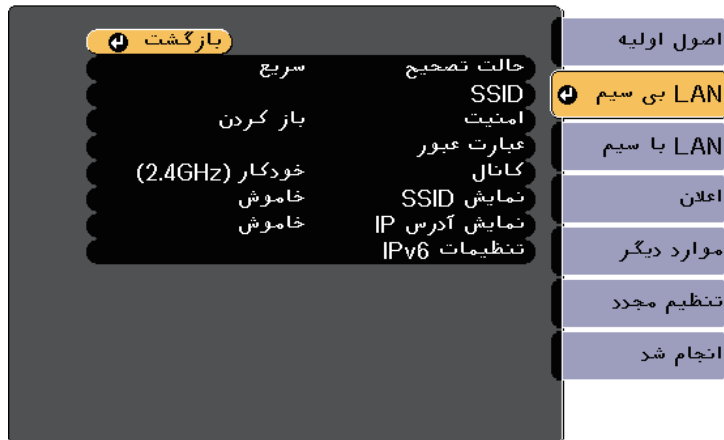 اصول اولیه
LAN بی سیم
LAN با سیم
اعلان
موارد دیگر
تنظیم مجدد
انجام شد
بازگشت
حالت تصحیح سریع
SSID
امنیت باز کردن
عبارت عبور
کانال خودکار (2.4GHz)
نمایش SSID خاموش
نمایش آدرس IP خاموش
تنظیمات IPv6